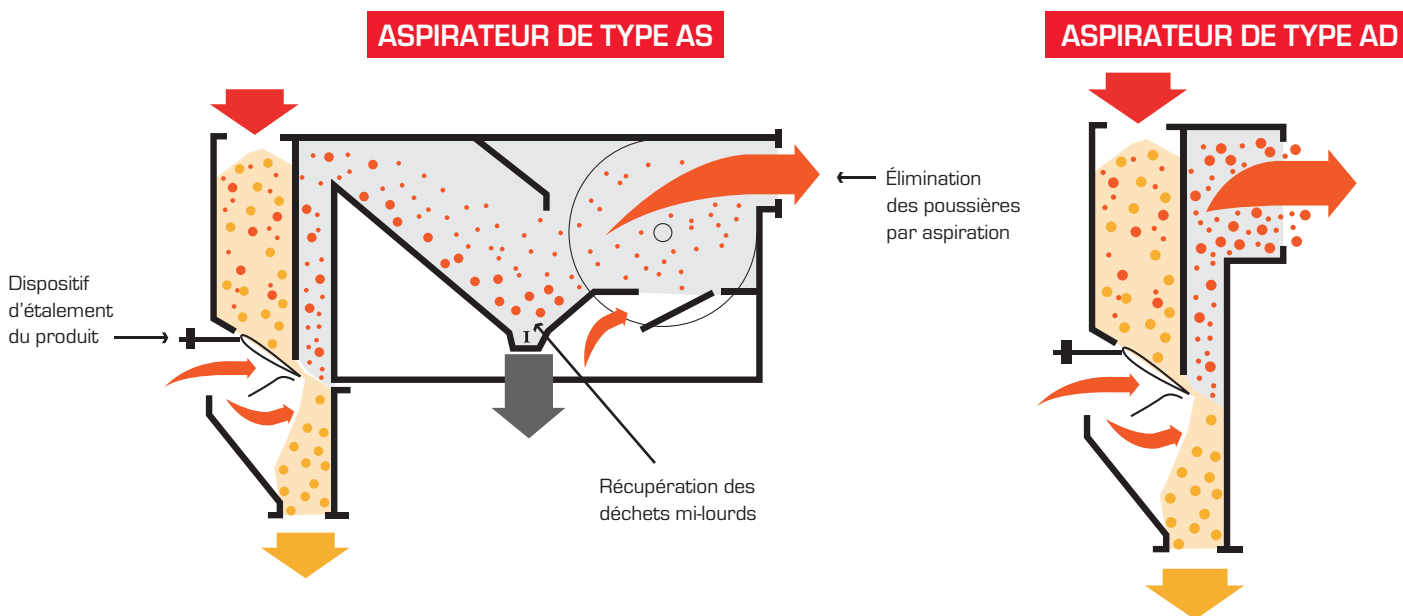 ASPIRATEUR DE TYPE AS
ASPIRATEUR DE TYPE AD
Élimination
des poussières
par aspiration
Dispositif
d'étalement
du produit
I
Récupération des
déchets mi-lourds